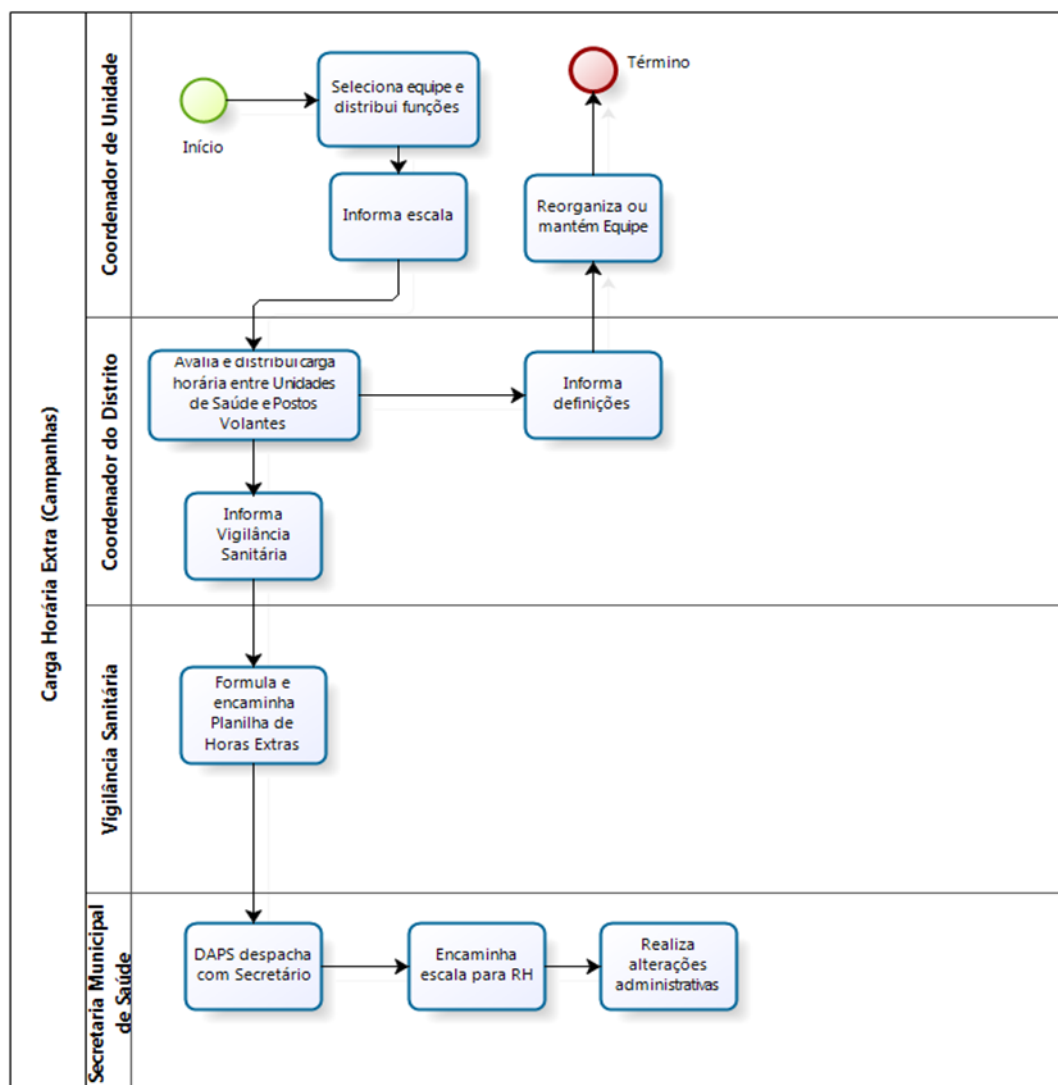 Carga Horária Extra (Campanhas)
Coordenador de Unidade
Início
Seleciona equipe e
distribui funções
Informa escala
Término
Reorganiza ou
mantém Equipe
Coordenador do Distrito
Avalia e distribui carga
horária entre Unidades
de Saúde e Postos
Volantes
Informa
definições
Informa
Vigilância
Sanitária
Vigilância Sanitária
Formula e
encaminha
Planilha de
Horas Extras
Secretaria Municipal
de Saúde
DAPS despacha
com Secretário
Encaminha
escala para RH
Realiza
alterações
administrativas